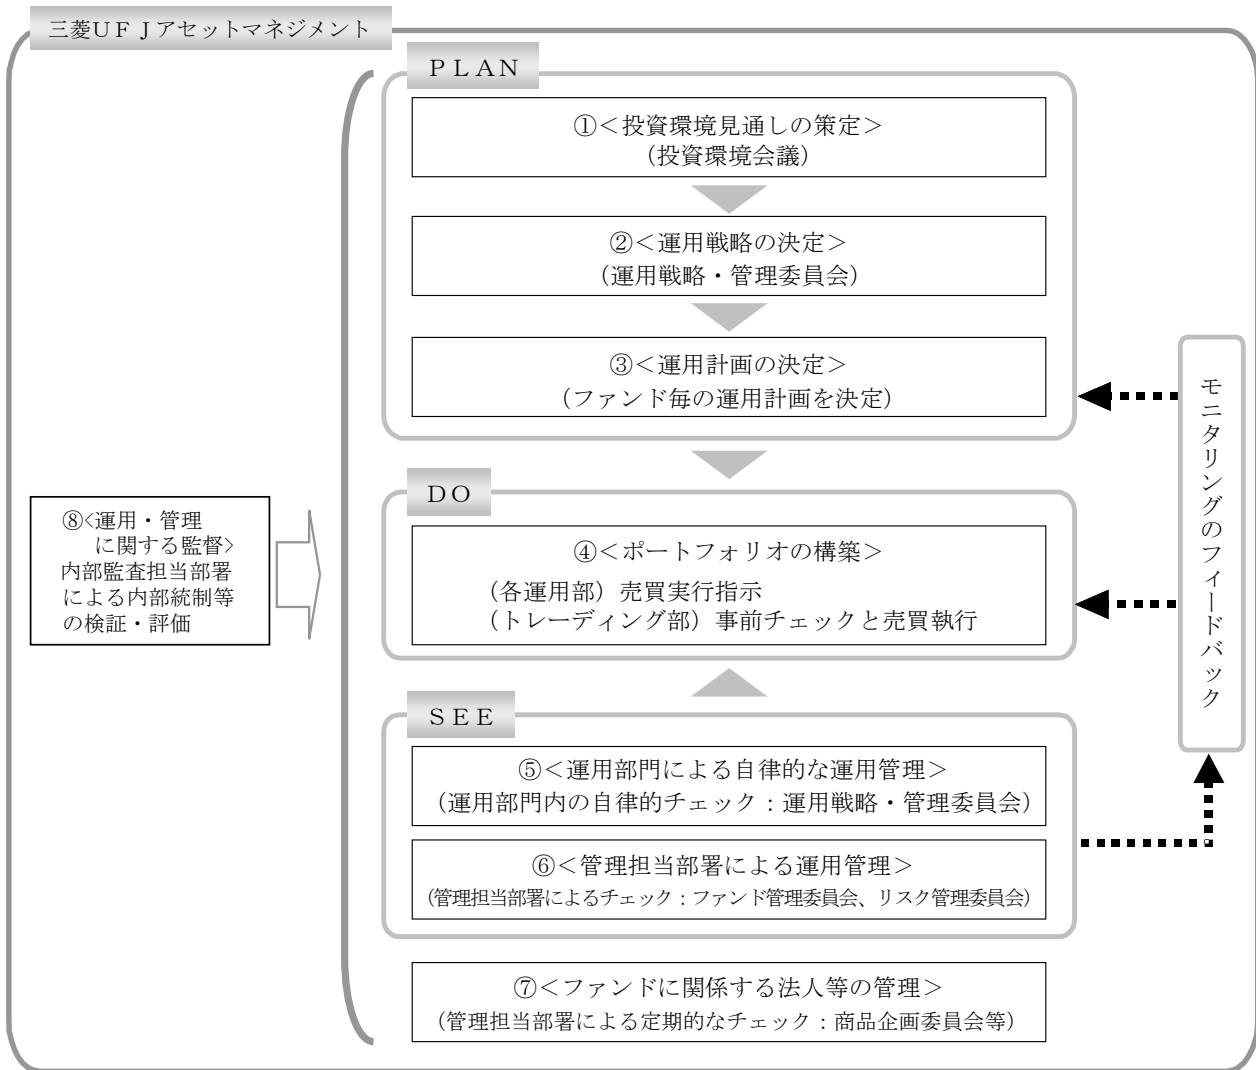 三菱ＵＦＪアセットマネジメント
ＰＬＡＮ
①＜投資環境見通しの策定＞
（投資環境会議）
②＜運用戦略の決定＞
（運用戦略・管理委員会）
③＜運用計画の決定＞
（ファンド毎の運用計画を決定）
ＤＯ
④＜ポートフォリオの構築＞
（各運用部）売買実行指示
（トレーディング部）事前チェックと売買執行
ＳＥＥ
⑤＜運用部門による自律的な運用管理＞
（運用部門内の自律的チェック：運用戦略・管理委員会）
⑥＜管理担当部署による運用管理＞
（管理担当部署によるチェック：ファンド管理委員会、リスク管理委員会）
⑦＜ファンドに関係する法人等の管理＞
（管理担当部署による定期的なチェック：商品企画委員会等）
⑧<運用・管理
に関する監督>
内部監査担当部署
による内部統制等
の検証・評価
モニタリングのフィードバック